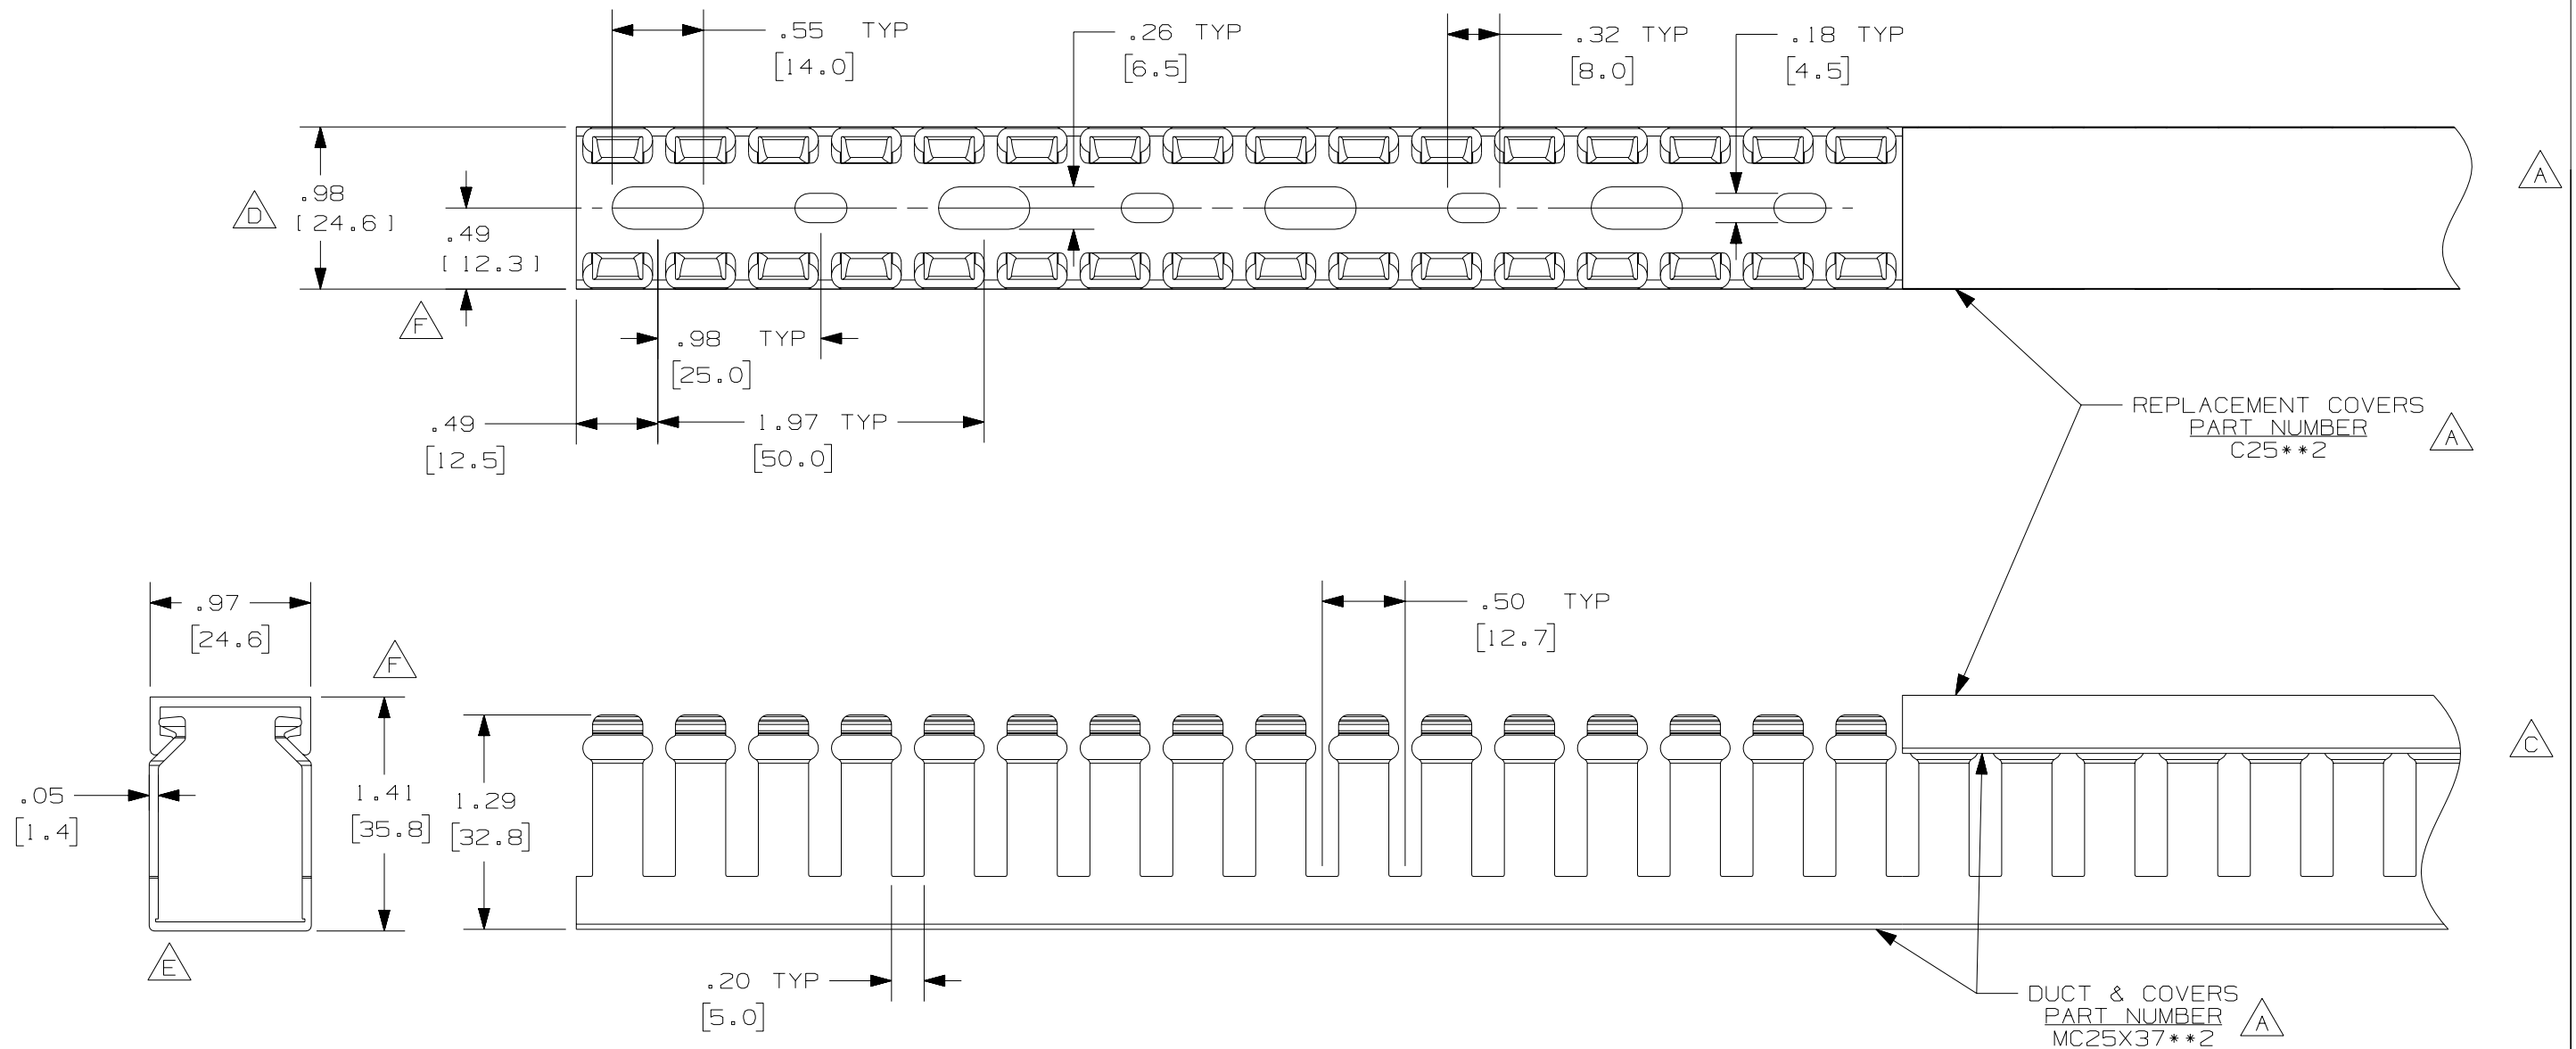 .55 TYP
[14.0]
.26 TYP
[6.5]
.32 TYP
[8.0]
.18 TYP
[4.5]
A
D
.98
[24.6]
.49
[12.3]
F
.98 TYP
[25.0]
.49
[12.5]
1.97 TYP
[50.0]
REPLACEMENT COVERS
PART NUMBER
C25**2
A
.97
[24.6]
F
.50 TYP
[12.7]
C
.05
[1.4]
1.41
[35.8]
1.29
[32.8]
E
.20 TYP
[5.0]
DUCT & COVERS
PART NUMBER
MC25X37**2
A